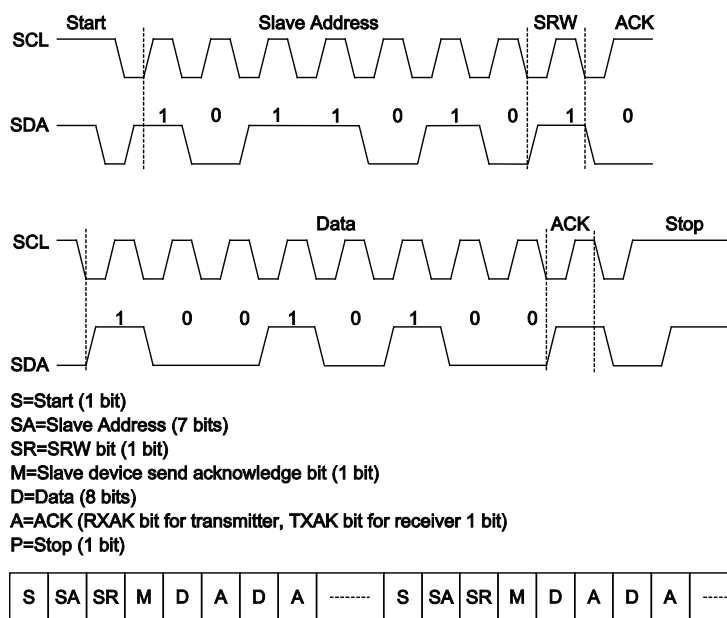 Start Slave Address SRW ACK
SCL
1 0 1 1 0 1 0 1 0
SDA
Data ACK Stop
SCL
1 0 0 1 0 1 0 0
SDA
S=Start (1 bit)
SA=Slave Address (7 bits)
SR=SRW bit (1 bit)
M=Slave device send acknowledge bit (1 bit)
D=Data (8 bits)
A=ACK (RXAK bit for transmitter, TXAK bit for receiver 1 bit)
P=Stop (1 bit)
S SA SR M D A D A -------- S SA SR M D A D A -----